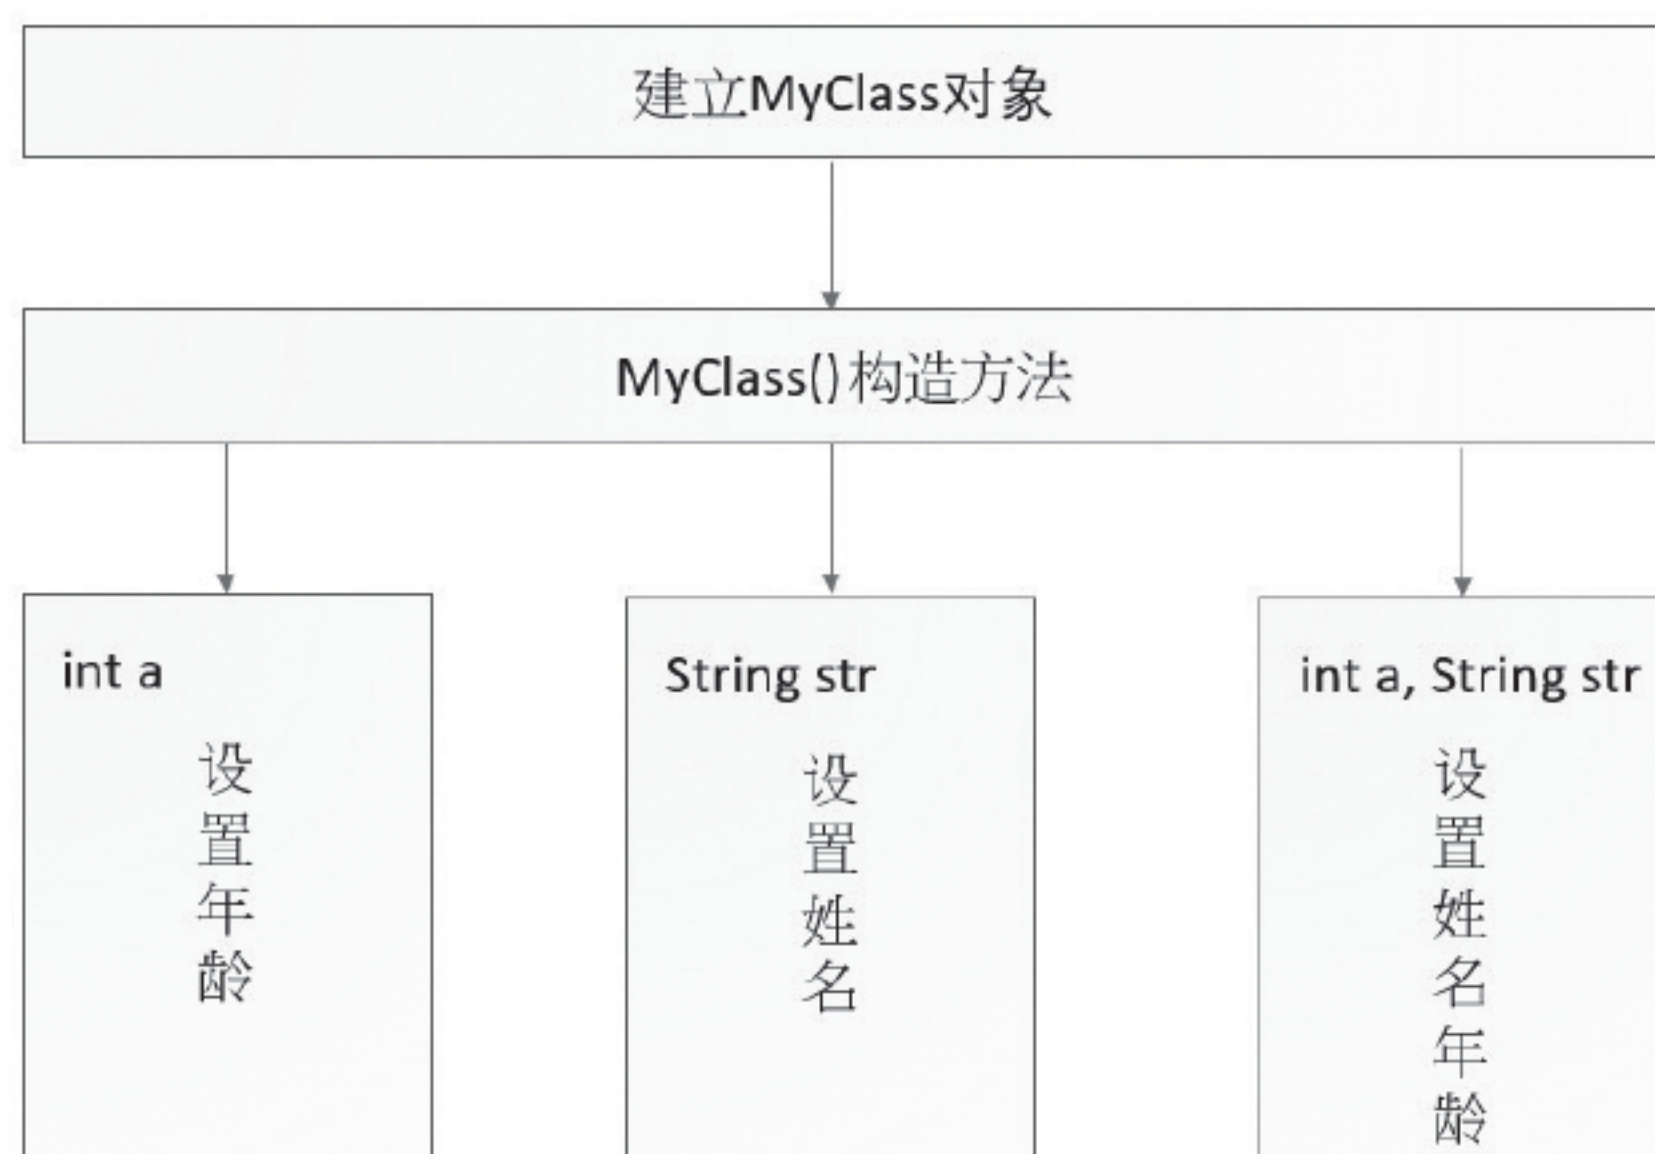 建立MyClass对象
MyClass()构造方法
int a
设置年龄
String str
设置姓名
int a, String str
设置姓名年龄